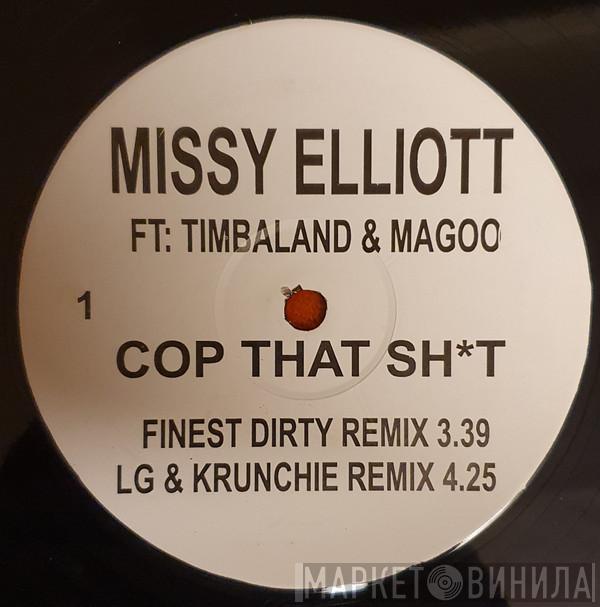 MISSY ELLIOTT
FT: TIMBALAND & MAGOO
1
COP THAT SH*T
FINEST DIRTY REMIX 3.39
LG & KRUNCHIE REMIX 4.25
МАРКЕТ ВИНИЛА